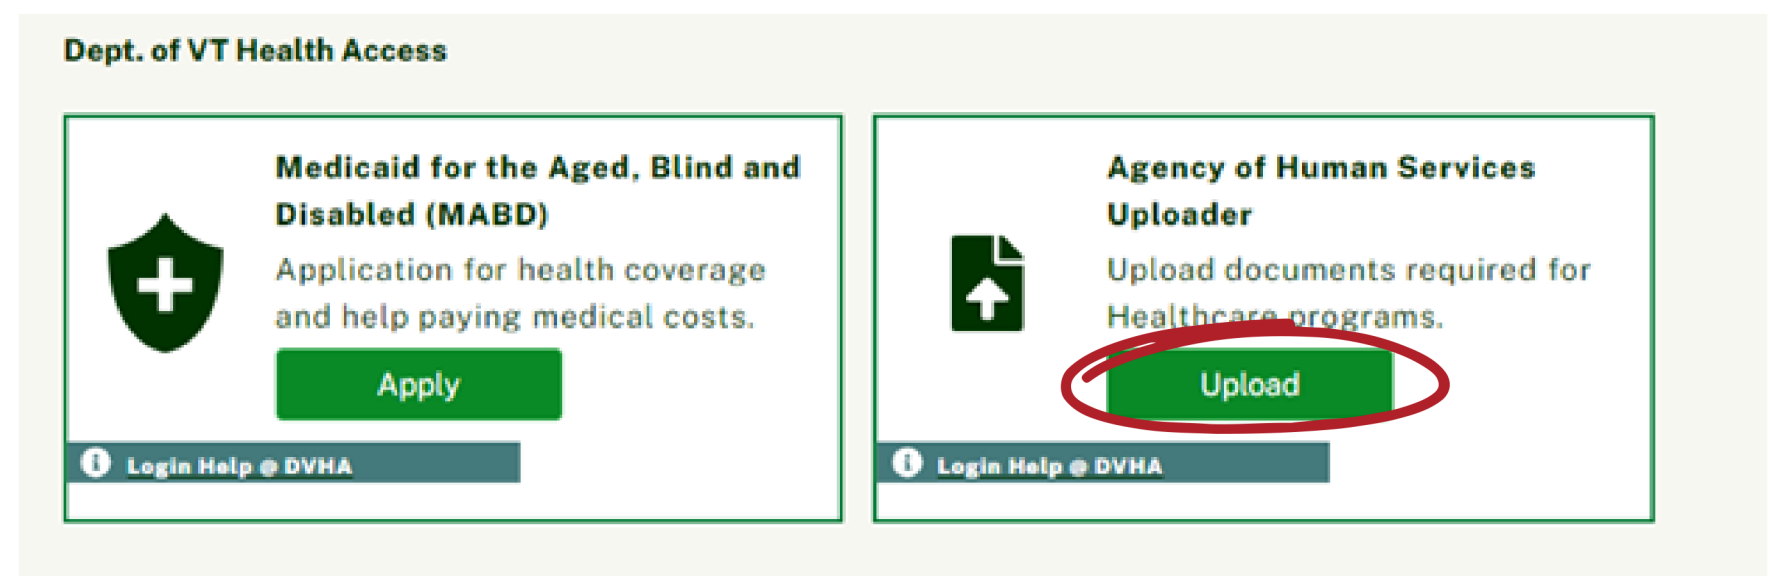 Dept. of VT Health Access
Medicaid for the Aged, Blind and
Disabled (MABD)
Application for health coverage
and help paying medical costs.
Apply
Login Help @ DVHA
Agency of Human Services
Uploader
Upload documents required for
Healthcare programs.
Upload
Login Help @ DVHA